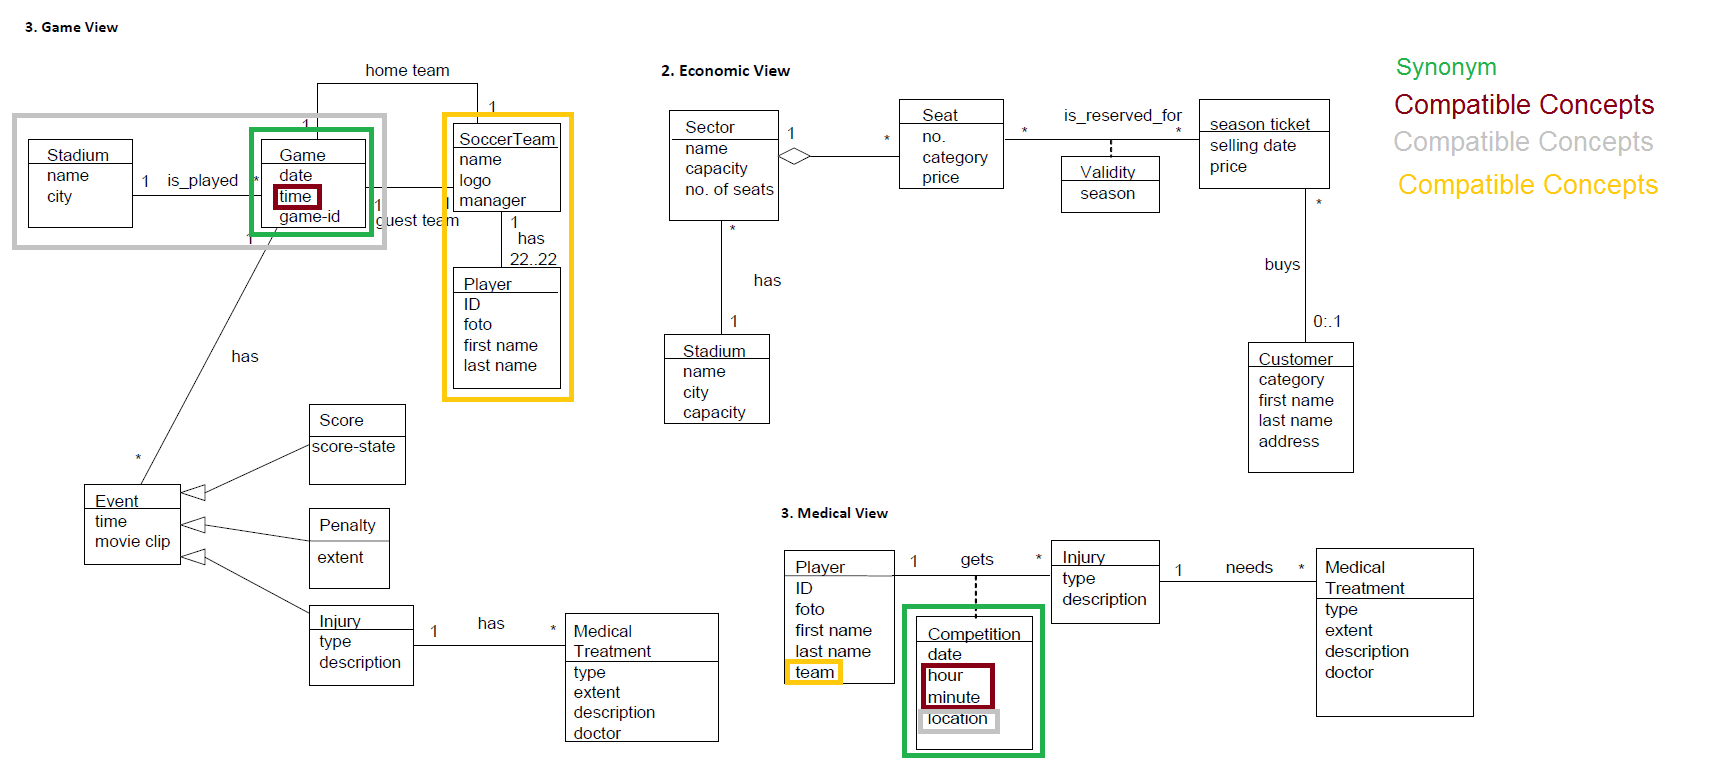 3. Game View
home team
1
1
Stadium
name
city
1
is_played
*
Game
date
time
game-id
1
1
guest team
1
SoccerTeam
name
logo
manager
1
has
22..22
Player
ID
foto
first name
last name
has
*
Event
time
movie clip
Score
score-state
Penalty
extent
Injury
type
description
1
has
*
Medical
Treatment
type
extent
description
doctor
2. Economic View
Sector
name
capacity
no. of seats
1
*
Seat
no.
category
price
*
is_reserved_for
*
Validity
season
season ticket
selling date
price
*
buys
0:.1
Customer
category
first name
last name
address
*
has
1
Stadium
name
city
capacity
3. Medical View
Player
ID
foto
first name
last name
team
1
gets
*
Competition
date
hour
minute
location
Injury
type
description
1
needs
*
Medical
Treatment
type
extent
description
doctor
Synonym
Compatible Concepts
Compatible Concepts
Compatible Concepts